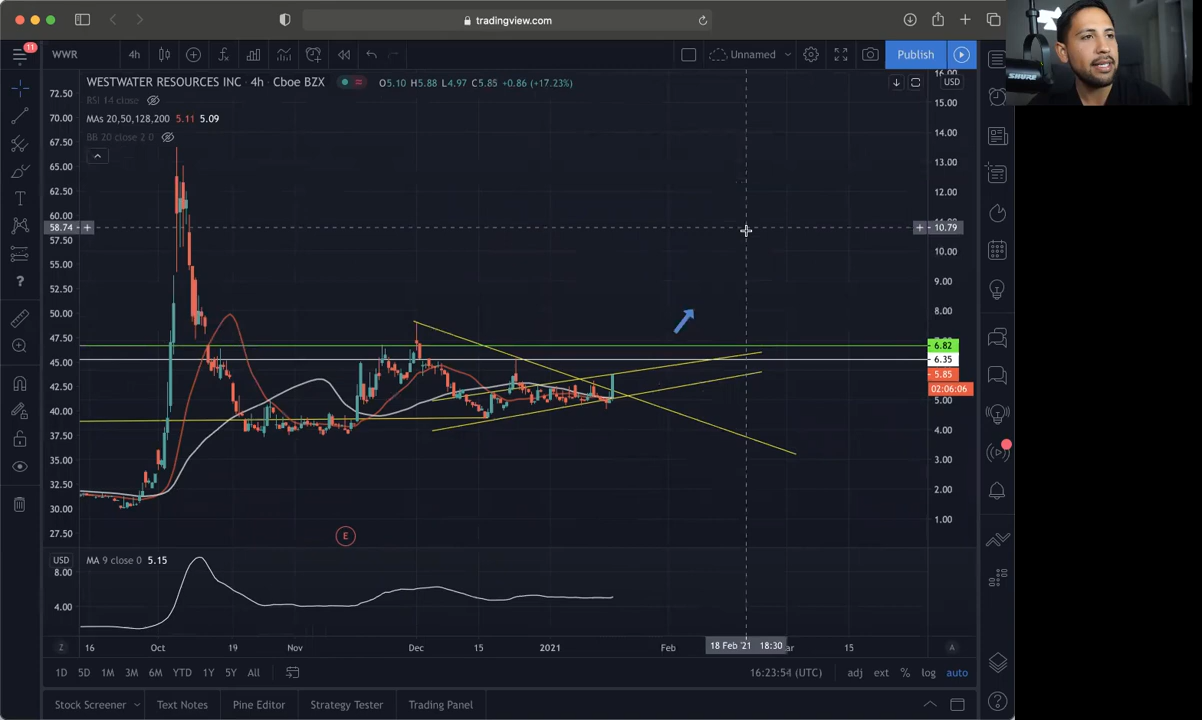 tradingview.com
11
WWR
4h
Unnamed
Publish
WESTWATER RESOURCES INC · 4h · Cboe BZX
O5.10 H5.88 L4.97 C5.85 +0.86 (+17.23%)
USD
RSI 14 close
MAs 20,50,128,200 5.11 5.09
BB 20 close 2 0
72.50
70.00
67.50
65.00
62.50
60.00
58.74
57.50
55.00
52.50
50.00
47.50
45.00
42.50
40.00
37.50
35.00
32.50
30.00
27.50
16.00
15.00
14.00
13.00
12.00
10.79
10.00
9.00
8.00
6.82
6.35
5.85
02:06:06
5.00
4.00
3.00
2.00
1.00
E
USD
MA 9 close 0 5.15
8.00
4.00
Z
16
Oct
19
Nov
Dec
15
2021
Feb
18 Feb '21 18:30
15
A
1D 5D 1M 3M 6M YTD 1Y 5Y All
16:23:54 (UTC)
adj ext % log auto
Stock Screener
Text Notes
Pine Editor
Strategy Tester
Trading Panel
SHURE